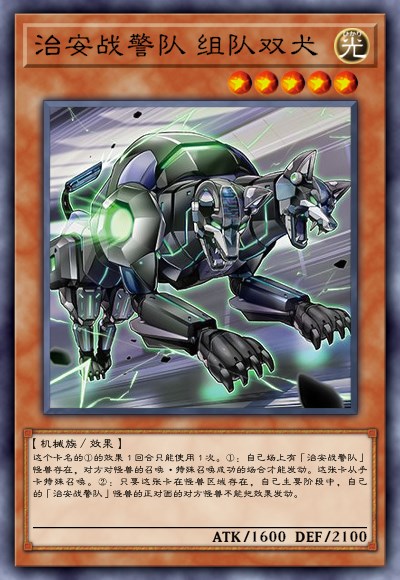 治安战警队 组队双犬
光
ひかり
【机械族/效果】
这个卡名的①的效果1回合只能使用1次。①：自己场上有「治安战警队」
怪兽存在，对方对怪兽的召唤·特殊召唤成功的场合才能发动。这张卡从手
卡特殊召唤。②：只要这张卡在怪兽区域存在，自己主要阶段中，自己
的「治安战警队」怪兽的正对面的对方怪兽不能把效果发动。
ATK/1600 DEF/2100